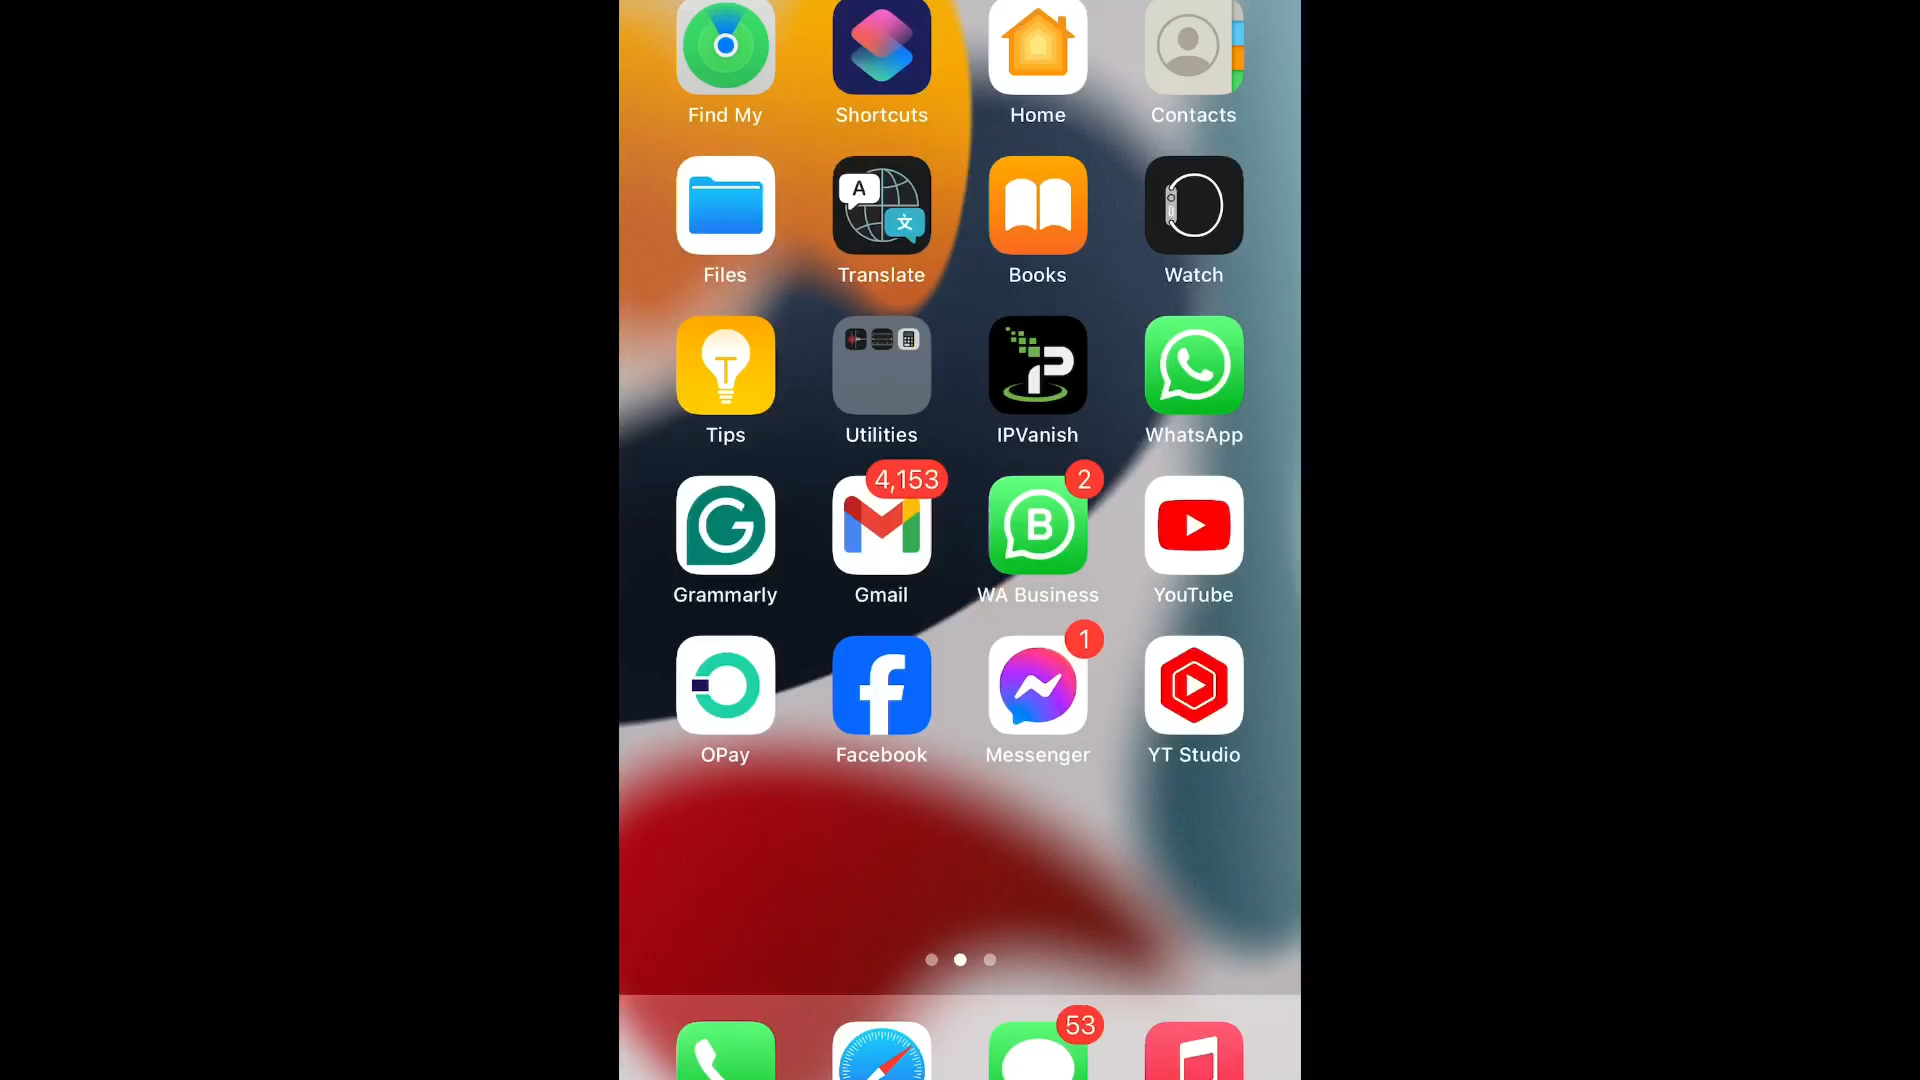 Find My
Shortcuts
Home
Contacts
A
文
Files
Translate
Books
Watch
T
P
Tips
Utilities
IPVanish
WhatsApp
G
4,153
B
2
Grammarly
Gmail
WA Business
YouTube
f
1
OPay
Facebook
Messenger
YT Studio
53